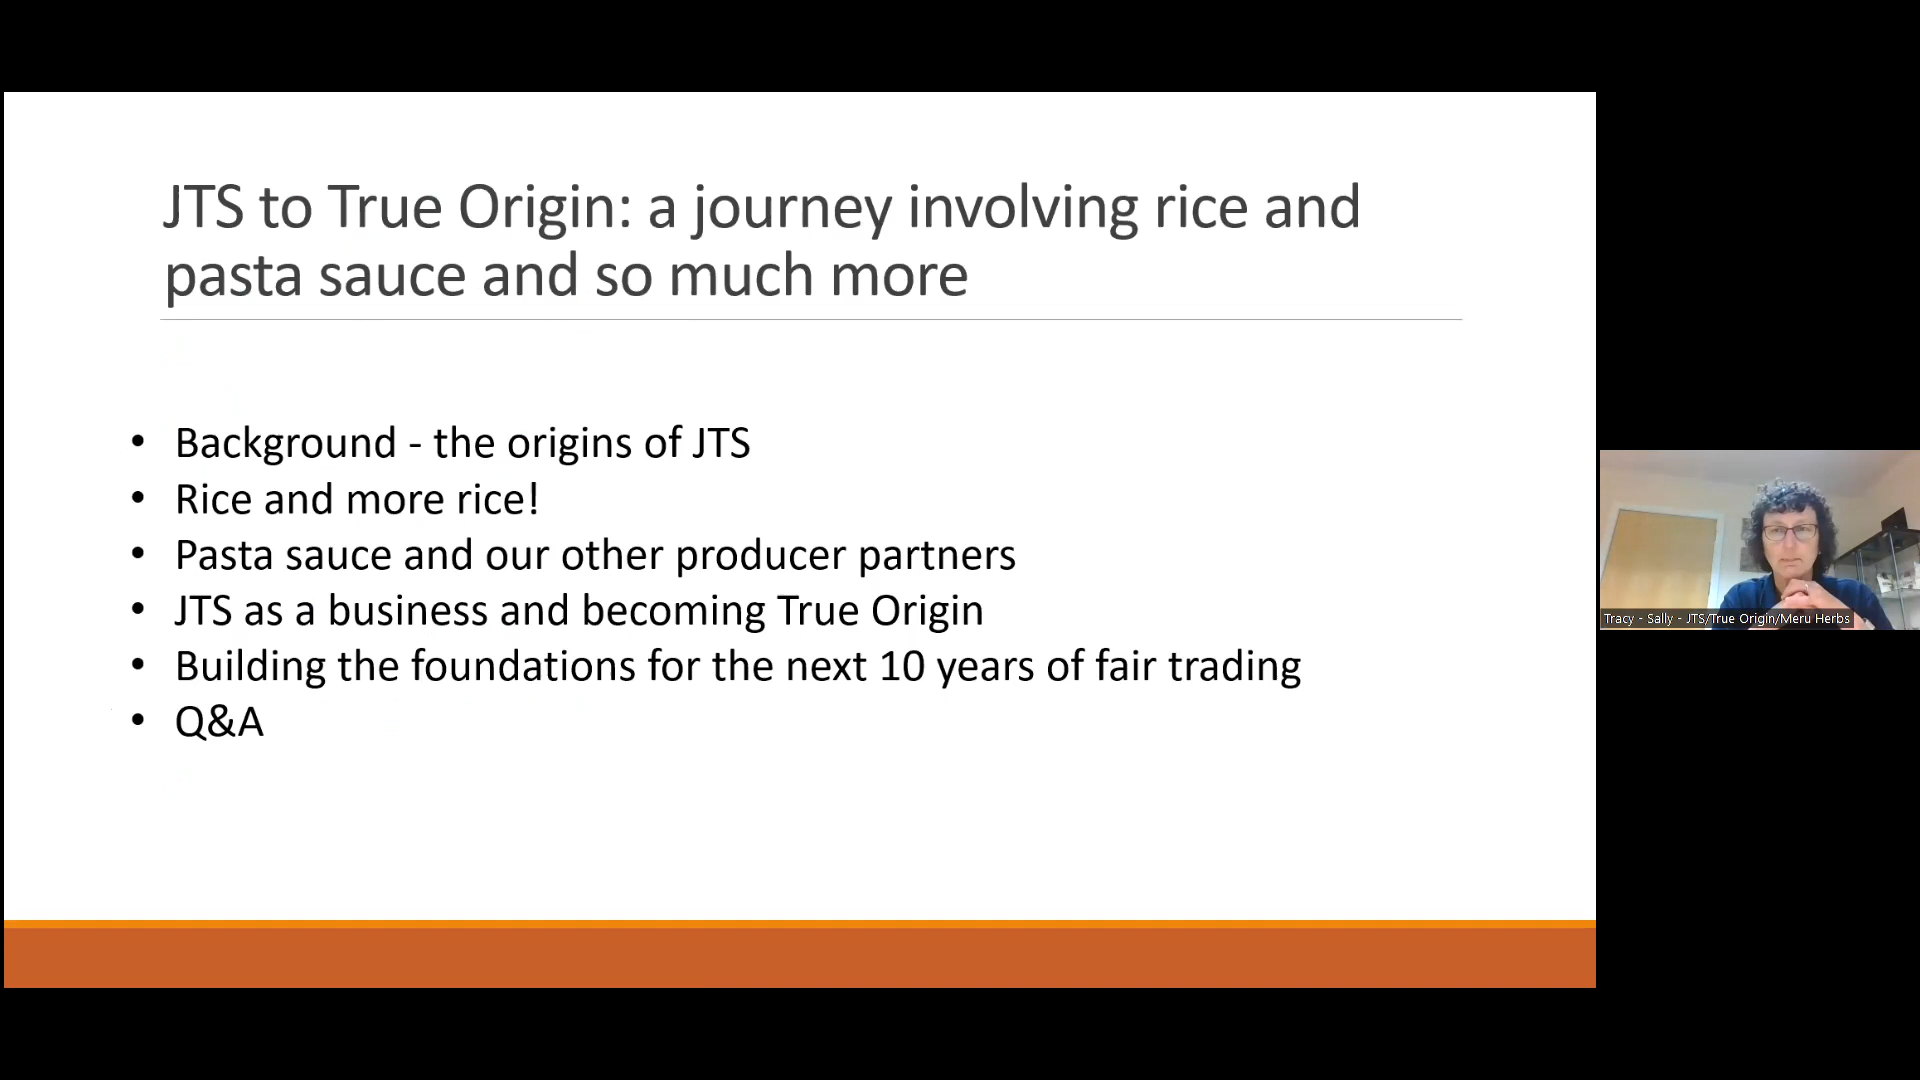 JTS to True Origin: a journey involving rice and
pasta sauce and so much more
• Background - the origins of JTS
• Rice and more rice!
• Pasta sauce and our other producer partners
• JTS as a business and becoming True Origin
• Building the foundations for the next 10 years of fair trading
• Q&A
Tracy - Sally - JTS/True Origin/Meru Herbs